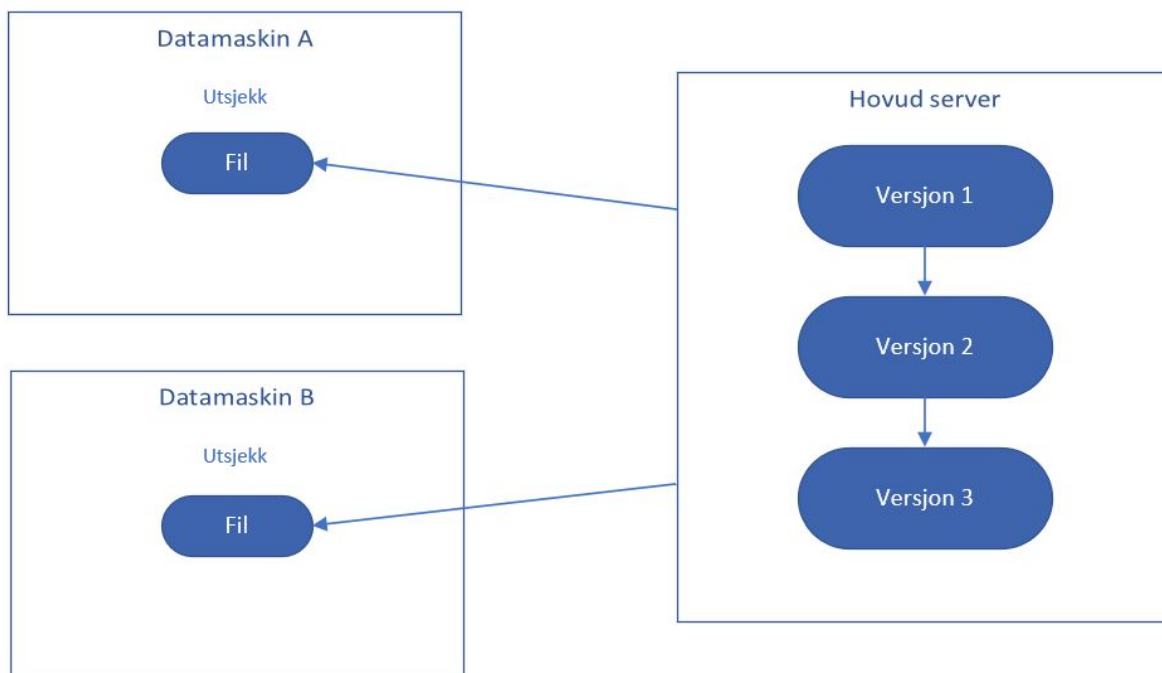 Datamaskin A
Utsjekk
Fil
Datamaskin B
Utsjekk
Fil
Hovud server
Versjon 1
Versjon 2
Versjon 3